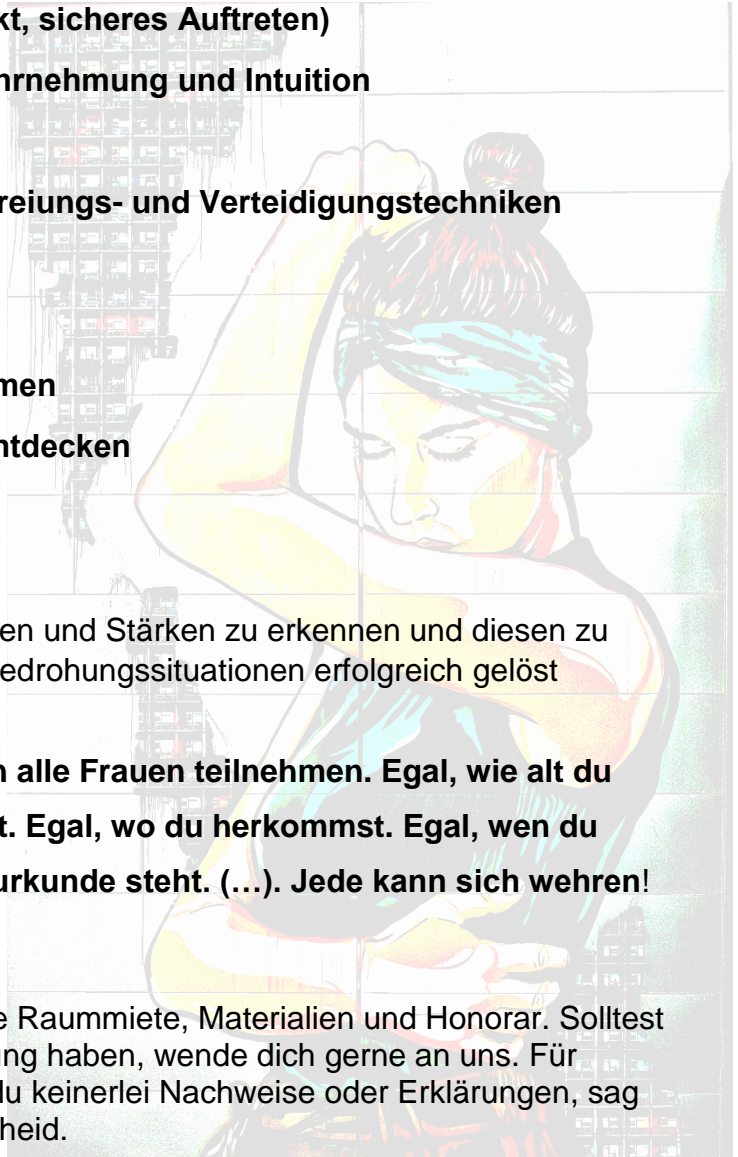 kt, sicheres Auftreten)
hrnehmung und Intuition
reiungs- und Verteidigungstechniken
men
ntdecken
en und Stärken zu erkennen und diesen zu
edrohungssituationen erfolgreich gelöst
n alle Frauen teilnehmen. Egal, wie alt du
t. Egal, wo du herkommst. Egal, wen du
urkunde steht. (…). Jede kann sich wehren!
e Raummiete, Materialien und Honorar. Solltest
ung haben, wende dich gerne an uns. Für
du keinerlei Nachweise oder Erklärungen, sag
heid.